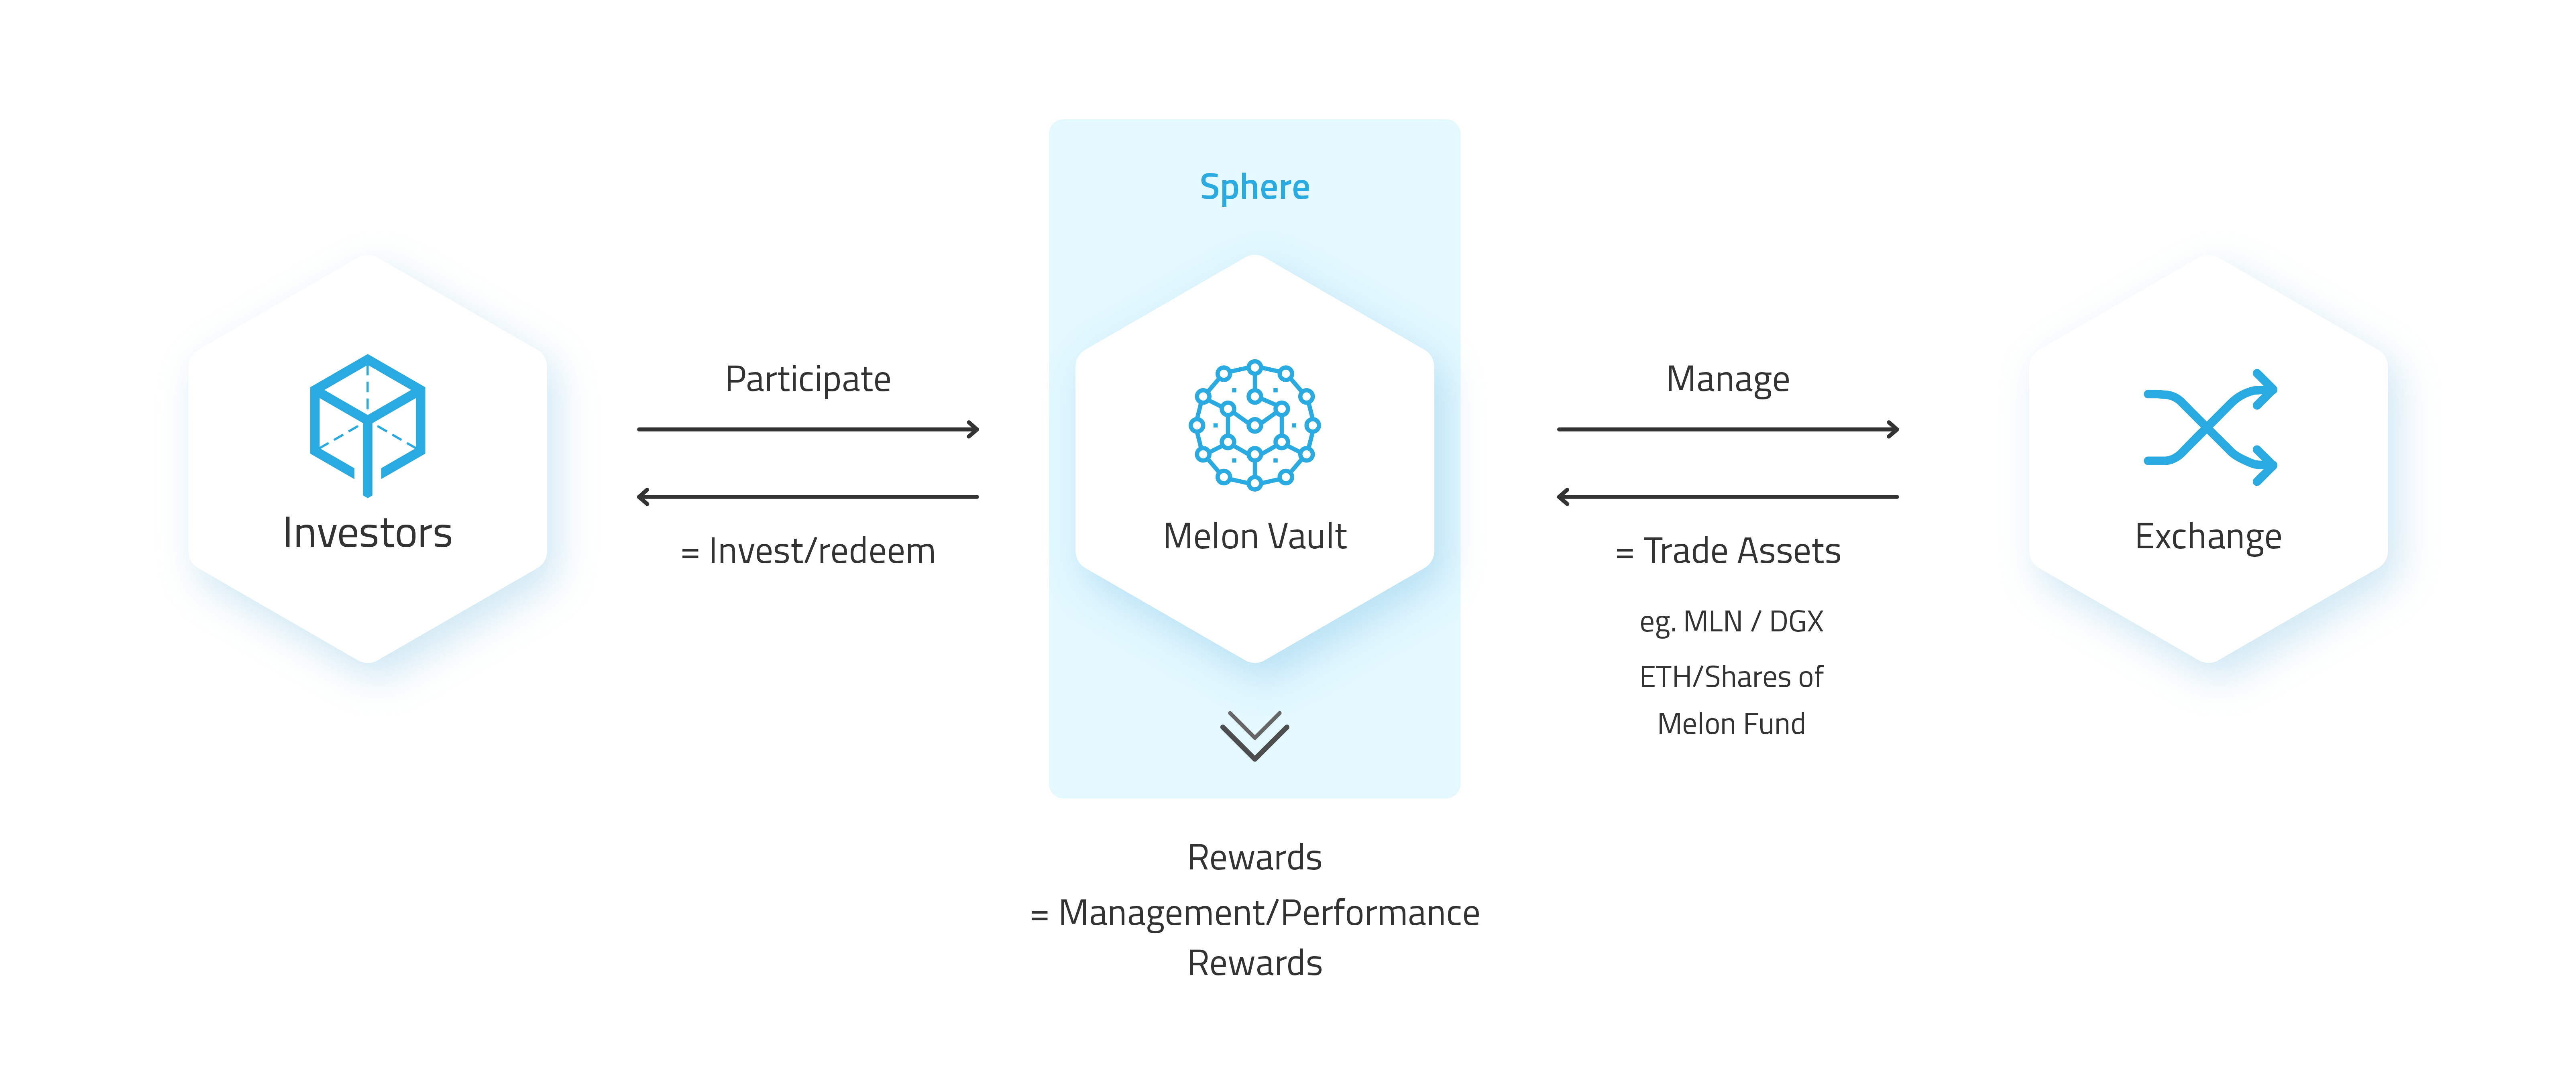 Sphere
Investors
Participate
= Invest/redeem
Melon Vault
Manage
= Trade Assets
eg. MLN / DGX
ETH/Shares of
Melon Fund
Exchange
Rewards
= Management/Performance
Rewards